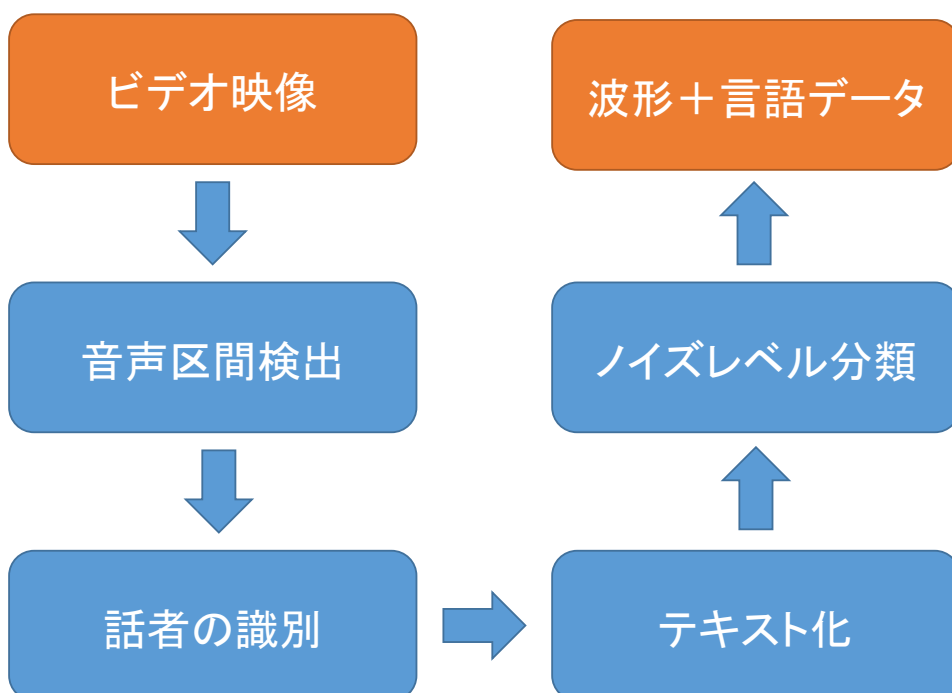 ビデオ映像
音声区間検出
話者の識別
テキスト化
ノイズレベル分類
波形＋言語データ